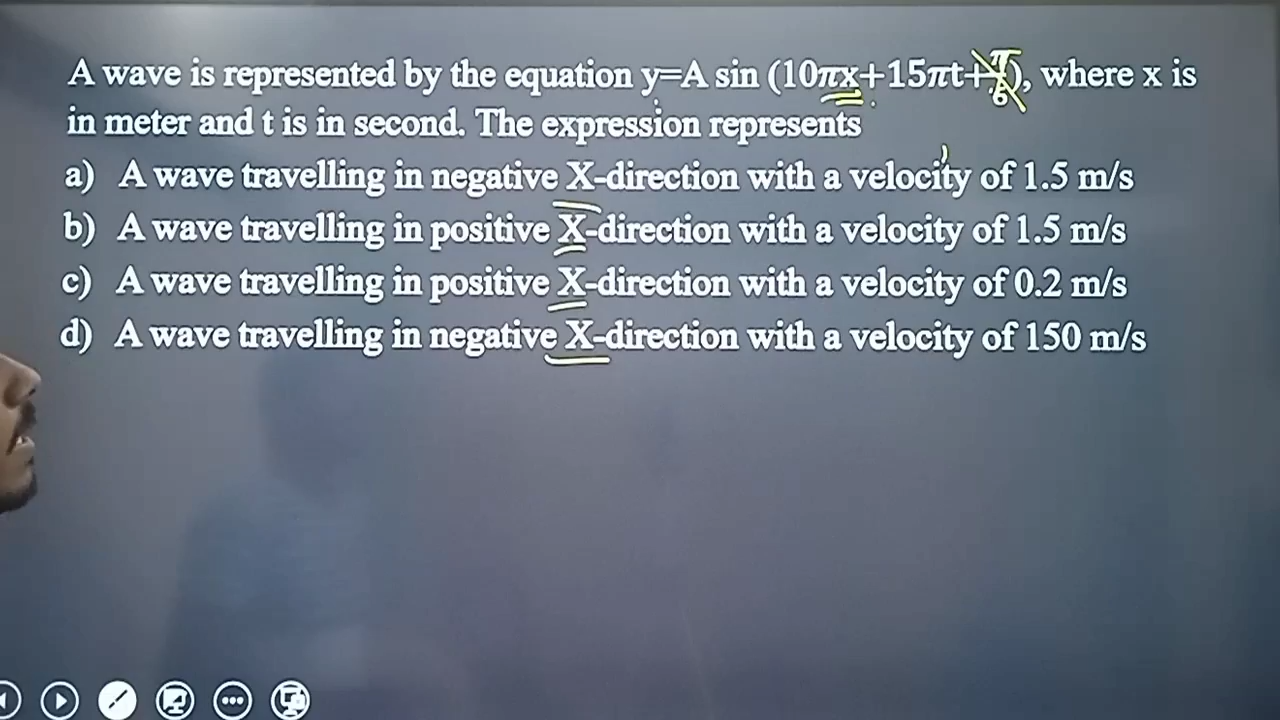 A wave is represented by the equation y=A sin (10πx+15πt+π/6), where x is
in meter and t is in second. The expression represents
a) A wave travelling in negative X-direction with a velocity of 1.5 m/s
b) A wave travelling in positive X-direction with a velocity of 1.5 m/s
c) A wave travelling in positive X-direction with a velocity of 0.2 m/s
d) A wave travelling in negative X-direction with a velocity of 150 m/s